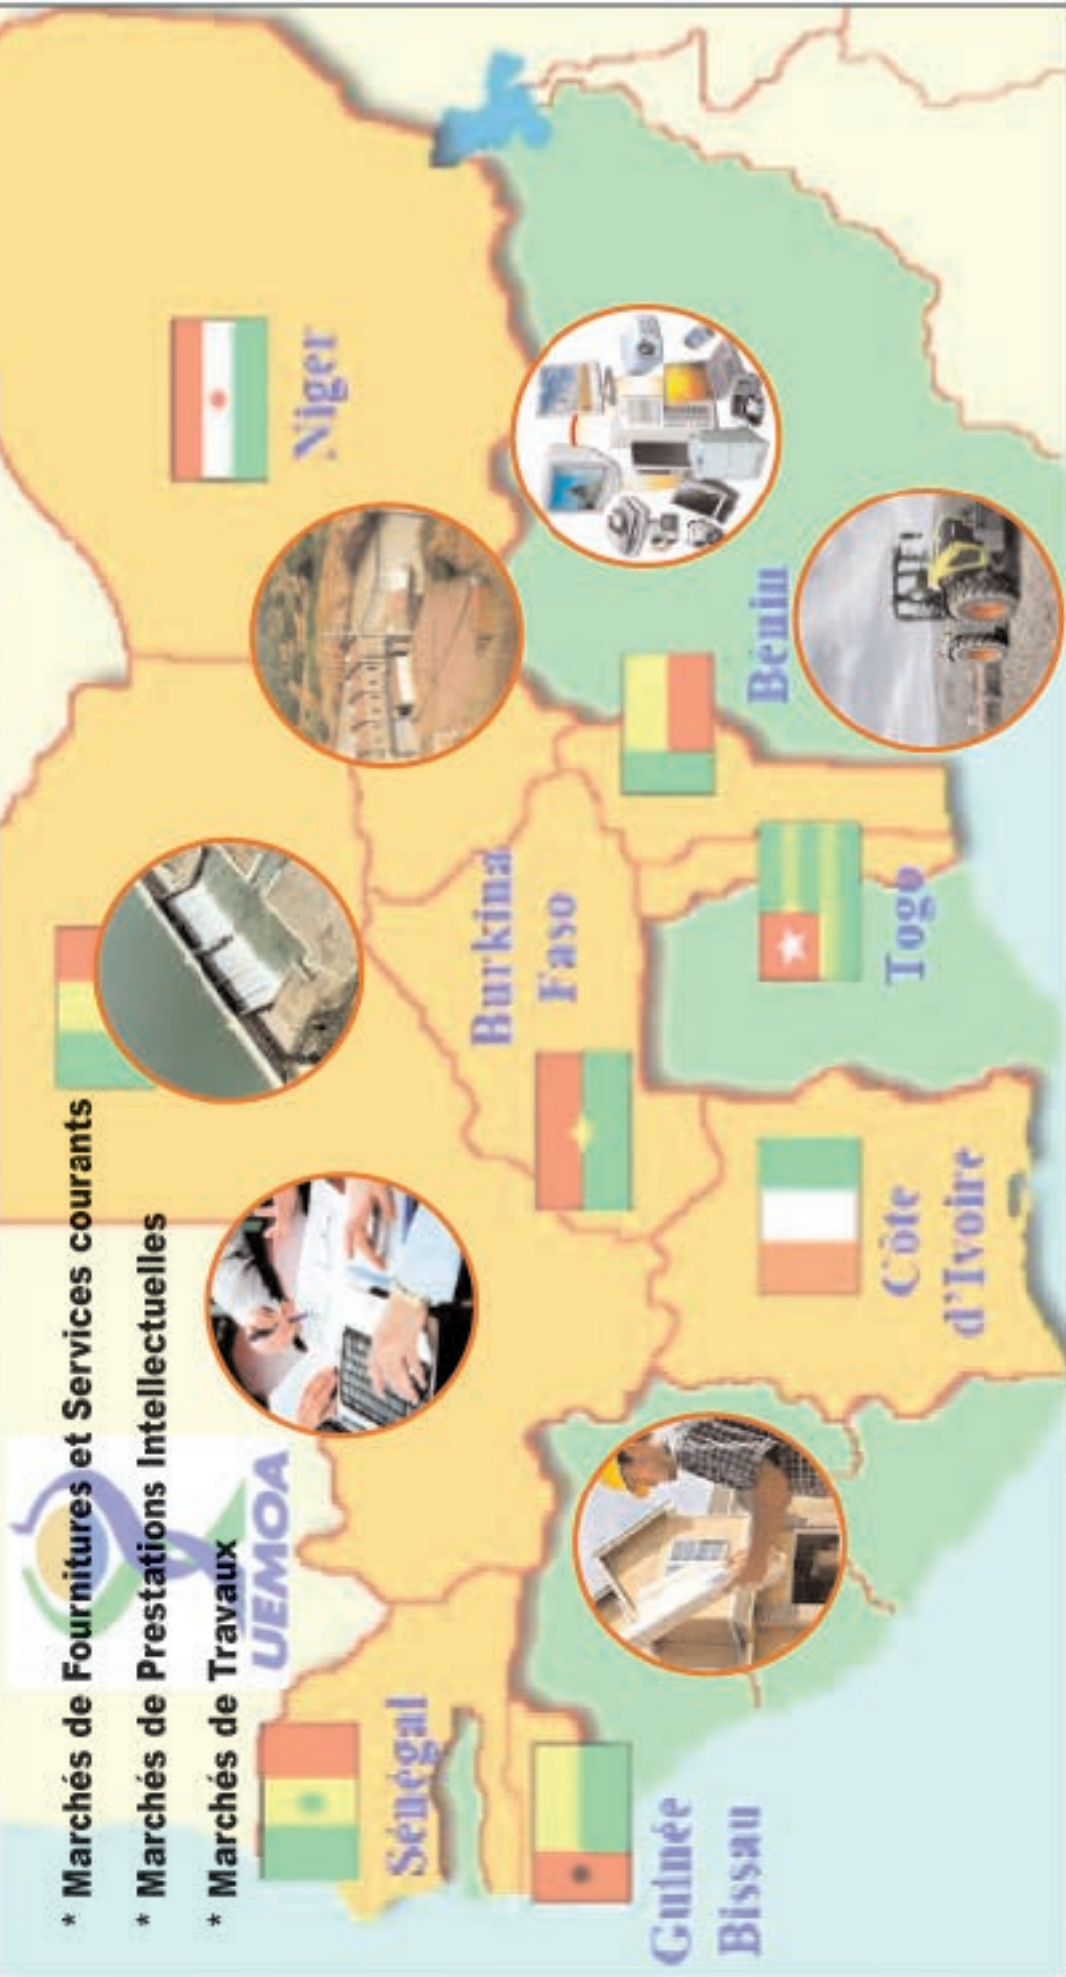 * Marchés de Fournitures et Services courants
* Marchés de Prestations Intellectuelles
* Marchés de Travaux
UEMOA
Niger
Burkina
Faso
Bénin
Togo
Côte
d'Ivoire
Sénégal
Guinée
Bissau